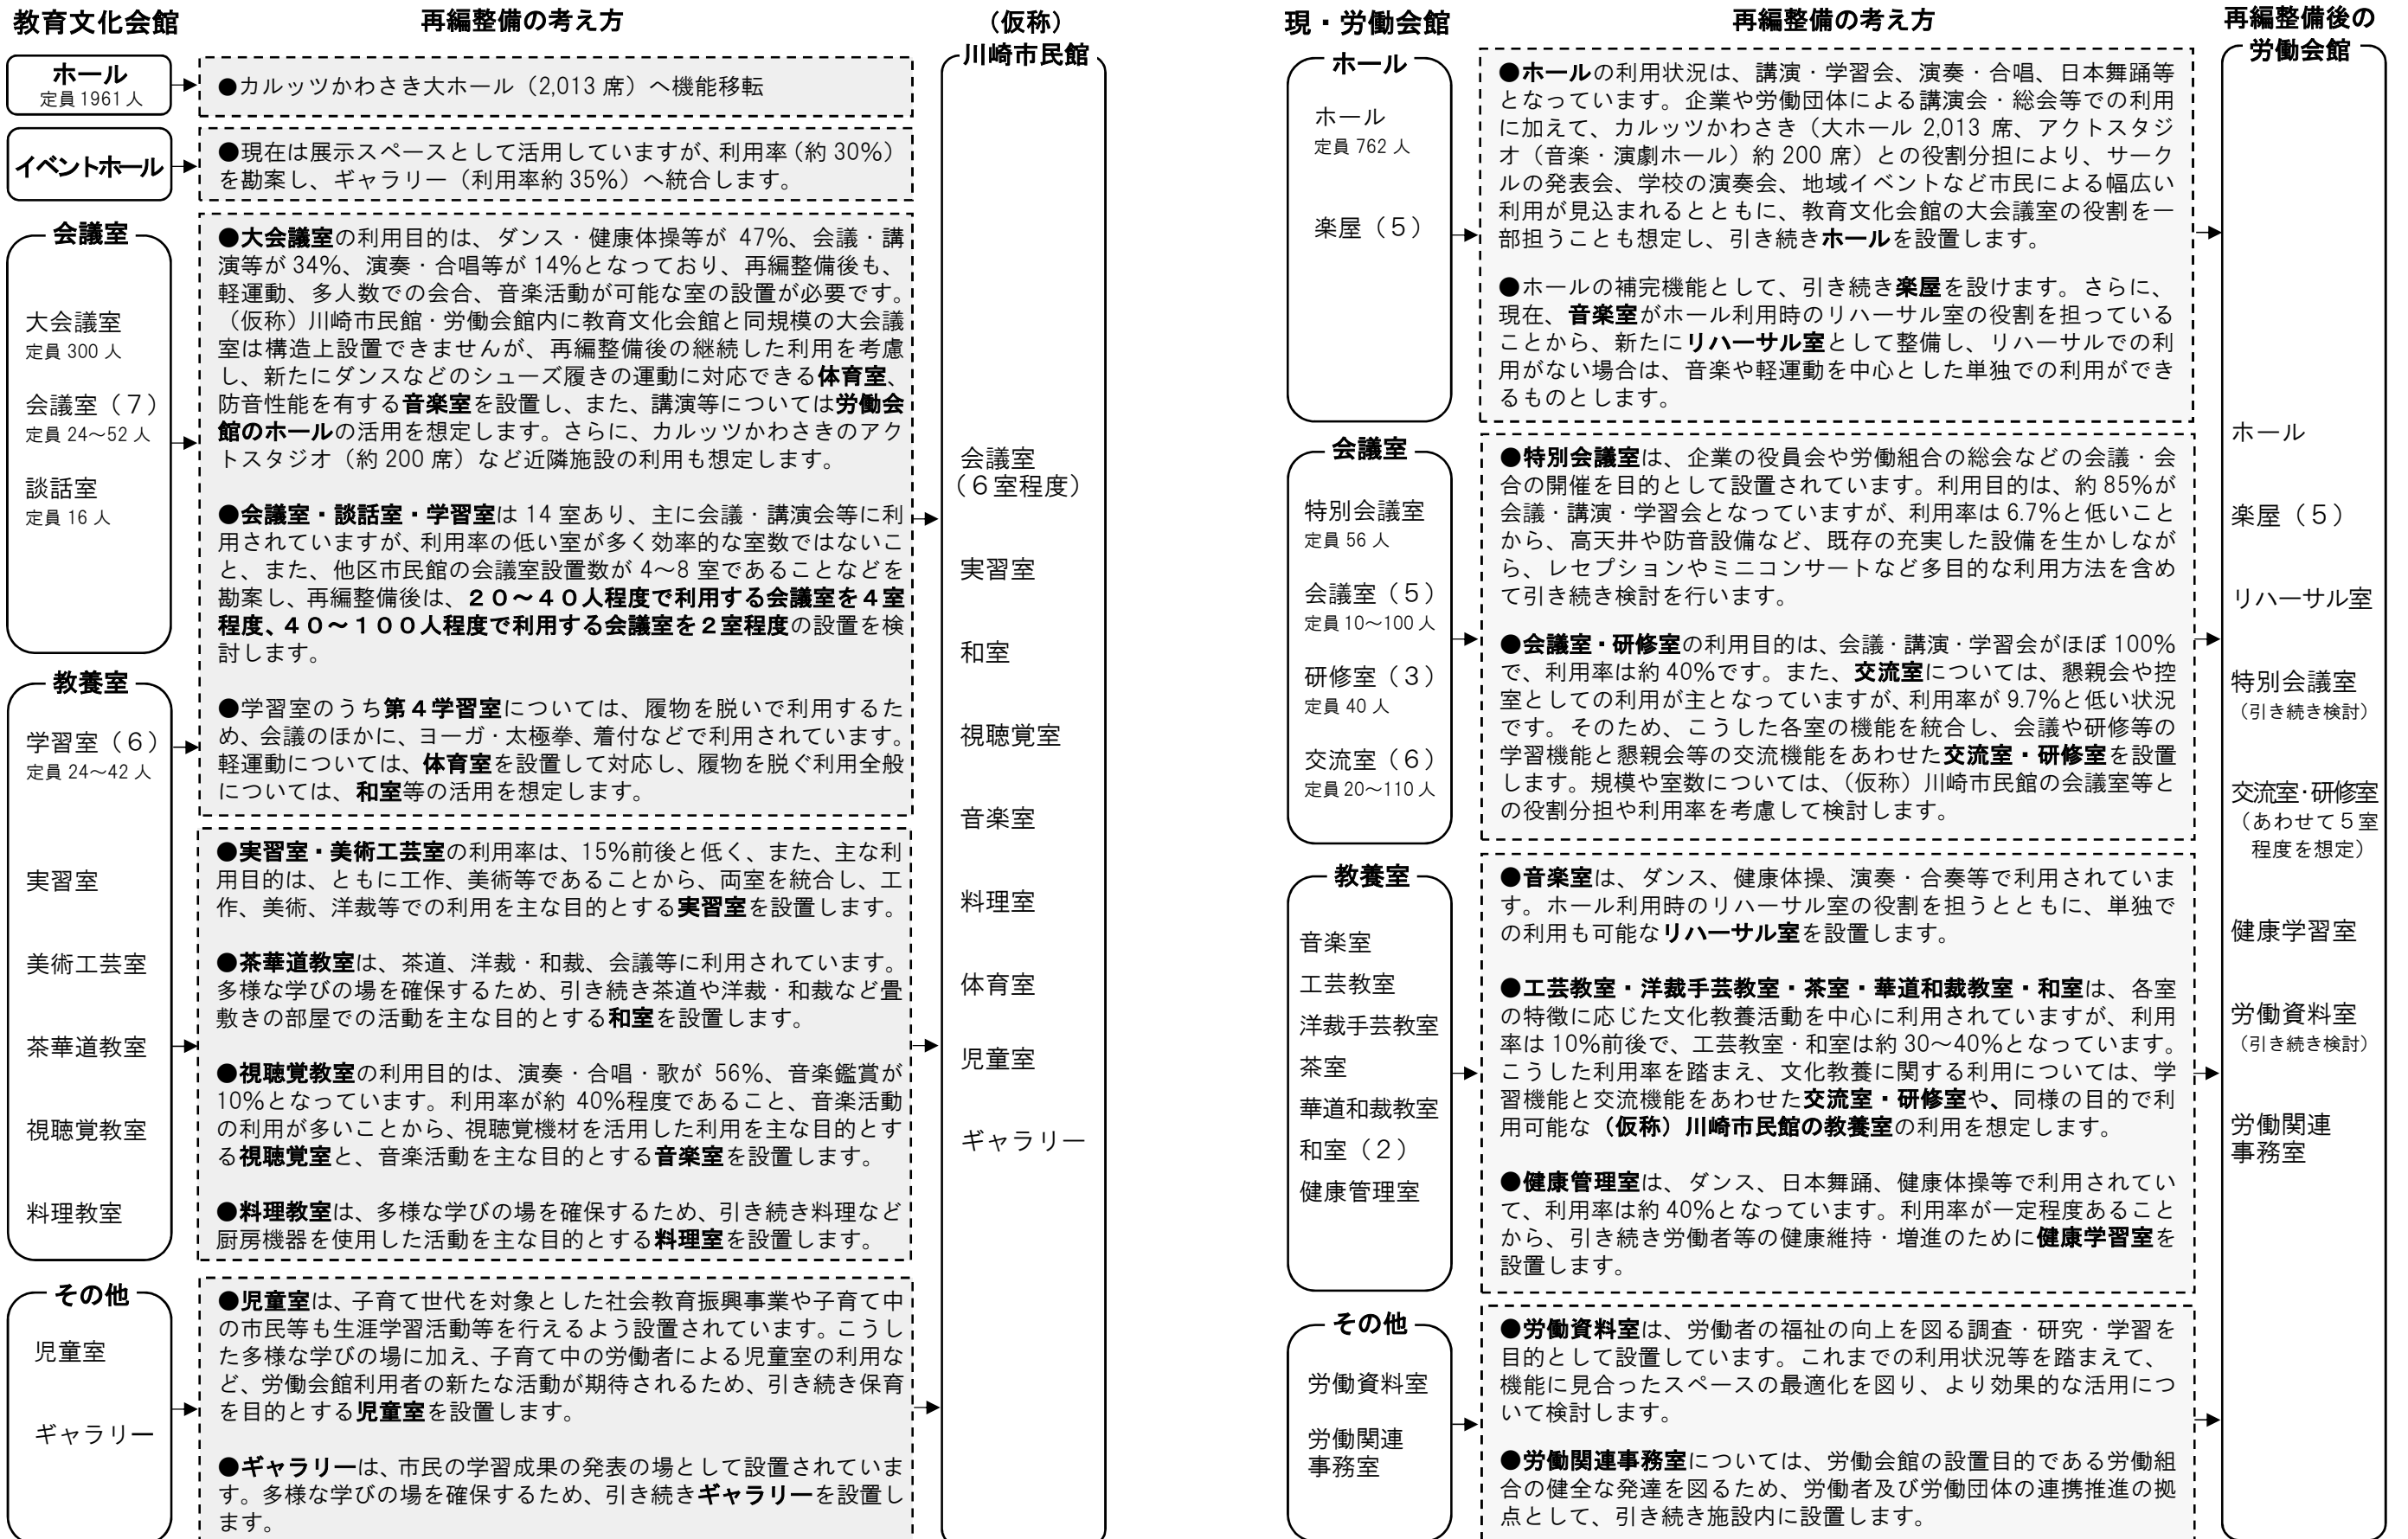 教育文化会館
再編整備の考え方
（仮称）
川崎市民館
ホール
定員1961人
●カルッツかわさき大ホール（2,013席）へ機能移転
イベントホール
●現在は展示スペースとして活用していますが、利用率（約30％）
を勘案し、ギャラリー（利用率約35％）へ統合します。
会議室
大会議室
定員300人
会議室（７）
定員24～52人
談話室
定員16人
●大会議室の利用目的は、ダンス・健康体操等が 47％、会議・講
演等が34％、演奏・合唱等が14％となっており、再編整備後も、
軽運動、多人数での会合、音楽活動が可能な室の設置が必要です。
（仮称）川崎市民館・労働会館内に教育文化会館と同規模の大会議
室は構造上設置できませんが、再編整備後の継続した利用を考慮
し、新たにダンスなどのシューズ履きの運動に対応できる体育室、
防音性能を有する音楽室を設置し、また、講演等については労働会
館のホールの活用を想定します。さらに、カルッツかわさきのアク
トスタジオ（約200席）など近隣施設の利用も想定します。
●会議室・談話室・学習室は14室あり、主に会議・講演会等に利
用されていますが、利用率の低い室が多く効率的な室数ではないこ
と、また、他区市民館の会議室設置数が4～8室であることなどを
勘案し、再編整備後は、２０～４０人程度で利用する会議室を４室
程度、４０～１００人程度で利用する会議室を２室程度の設置を検
討します。
教養室
学習室（６）
定員24～42人
●学習室のうち第４学習室については、履物を脱いで利用するた
め、会議のほかに、ヨーガ・太極拳、着付などで利用されています。
軽運動については、体育室を設置して対応し、履物を脱ぐ利用全般
については、和室等の活用を想定します。
実習室
美術工芸室
茶華道教室
視聴覚教室
料理教室
●実習室・美術工芸室の利用率は、15％前後と低く、また、主な利
用目的は、ともに工作、美術等であることから、両室を統合し、工
作、美術、洋裁等での利用を主な目的とする実習室を設置します。
●茶華道教室は、茶道、洋裁・和裁、会議等に利用されています。
多様な学びの場を確保するため、引き続き茶道や洋裁・和裁など畳
敷きの部屋での活動を主な目的とする和室を設置します。
●視聴覚教室の利用目的は、演奏・合唱・歌が 56％、音楽鑑賞が
10％となっています。利用率が約 40％程度であること、音楽活動
の利用が多いことから、視聴覚機材を活用した利用を主な目的とす
る視聴覚室と、音楽活動を主な目的とする音楽室を設置します。
●料理教室は、多様な学びの場を確保するため、引き続き料理など
厨房機器を使用した活動を主な目的とする料理室を設置します。
その他
児童室
ギャラリー
●児童室は、子育て世代を対象とした社会教育振興事業や子育て中
の市民等も生涯学習活動等を行えるよう設置されています。こうし
た多様な学びの場に加え、子育て中の労働者による児童室の利用な
ど、労働会館利用者の新たな活動が期待されるため、引き続き保育
を目的とする児童室を設置します。
●ギャラリーは、市民の学習成果の発表の場として設置されていま
す。多様な学びの場を確保するため、引き続きギャラリーを設置し
ます。
会議室
（６室程度）
実習室
和室
視聴覚室
音楽室
料理室
体育室
児童室
ギャラリー
現・労働会館
再編整備の考え方
再編整備後の
労働会館
ホール
ホール
定員762人
楽屋（５）
●ホールの利用状況は、講演・学習会、演奏・合唱、日本舞踊等
となっています。企業や労働団体による講演会・総会等での利用
に加えて、カルッツかわさき（大ホール 2,013 席、アクトスタジ
オ（音楽・演劇ホール）約200席）との役割分担により、サーク
ルの発表会、学校の演奏会、地域イベントなど市民による幅広い
利用が見込まれるとともに、教育文化会館の大会議室の役割を一
部担うことも想定し、引き続きホールを設置します。
●ホールの補完機能として、引き続き楽屋を設けます。さらに、
現在、音楽室がホール利用時のリハーサル室の役割を担っている
ことから、新たにリハーサル室として整備し、リハーサルでの利
用がない場合は、音楽や軽運動を中心とした単独での利用ができ
るものとします。
会議室
特別会議室
定員56人
会議室（５）
定員10～100人
研修室（３）
定員40人
交流室（６）
定員20～110人
●特別会議室は、企業の役員会や労働組合の総会などの会議・会
合の開催を目的として設置されています。利用目的は、約85％が
会議・講演・学習会となっていますが、利用率は6.7％と低いこと
から、高天井や防音設備など、既存の充実した設備を生かしなが
ら、レセプションやミニコンサートなど多目的な利用方法を含め
て引き続き検討を行います。
●会議室・研修室の利用目的は、会議・講演・学習会がほぼ100％
で、利用率は約40％です。また、交流室については、懇親会や控
室としての利用が主となっていますが、利用率が9.7％と低い状況
です。そのため、こうした各室の機能を統合し、会議や研修等の
学習機能と懇親会等の交流機能をあわせた交流室・研修室を設置
します。規模や室数については、（仮称）川崎市民館の会議室等と
の役割分担や利用率を考慮して検討します。
教養室
音楽室
工芸教室
洋裁手芸教室
茶室
華道和裁教室
和室（２）
健康管理室
●音楽室は、ダンス、健康体操、演奏・合奏等で利用されていま
す。ホール利用時のリハーサル室の役割を担うとともに、単独で
の利用も可能なリハーサル室を設置します。
●工芸教室・洋裁手芸教室・茶室・華道和裁教室・和室は、各室
の特徴に応じた文化教養活動を中心に利用されていますが、利用
率は10％前後で、工芸教室・和室は約30～40％となっています。
こうした利用率を踏まえ、文化教養に関する利用については、学
習機能と交流機能をあわせた交流室・研修室や、同様の目的で利
用可能な（仮称）川崎市民館の教養室の利用を想定します。
●健康管理室は、ダンス、日本舞踊、健康体操等で利用されてい
て、利用率は約40％となっています。利用率が一定程度あること
から、引き続き労働者等の健康維持・増進のために健康学習室を
設置します。
その他
労働資料室
労働関連
事務室
●労働資料室は、労働者の福祉の向上を図る調査・研究・学習を
目的として設置しています。これまでの利用状況等を踏まえて、
機能に見合ったスペースの最適化を図り、より効果的な活用につ
いて検討します。
●労働関連事務室については、労働会館の設置目的である労働組
合の健全な発達を図るため、労働者及び労働団体の連携推進の拠
点として、引き続き施設内に設置します。
ホール
楽屋（５）
リハーサル室
特別会議室
（引き続き検討）
交流室・研修室
（あわせて５室
程度を想定）
健康学習室
労働資料室
（引き続き検討）
労働関連
事務室